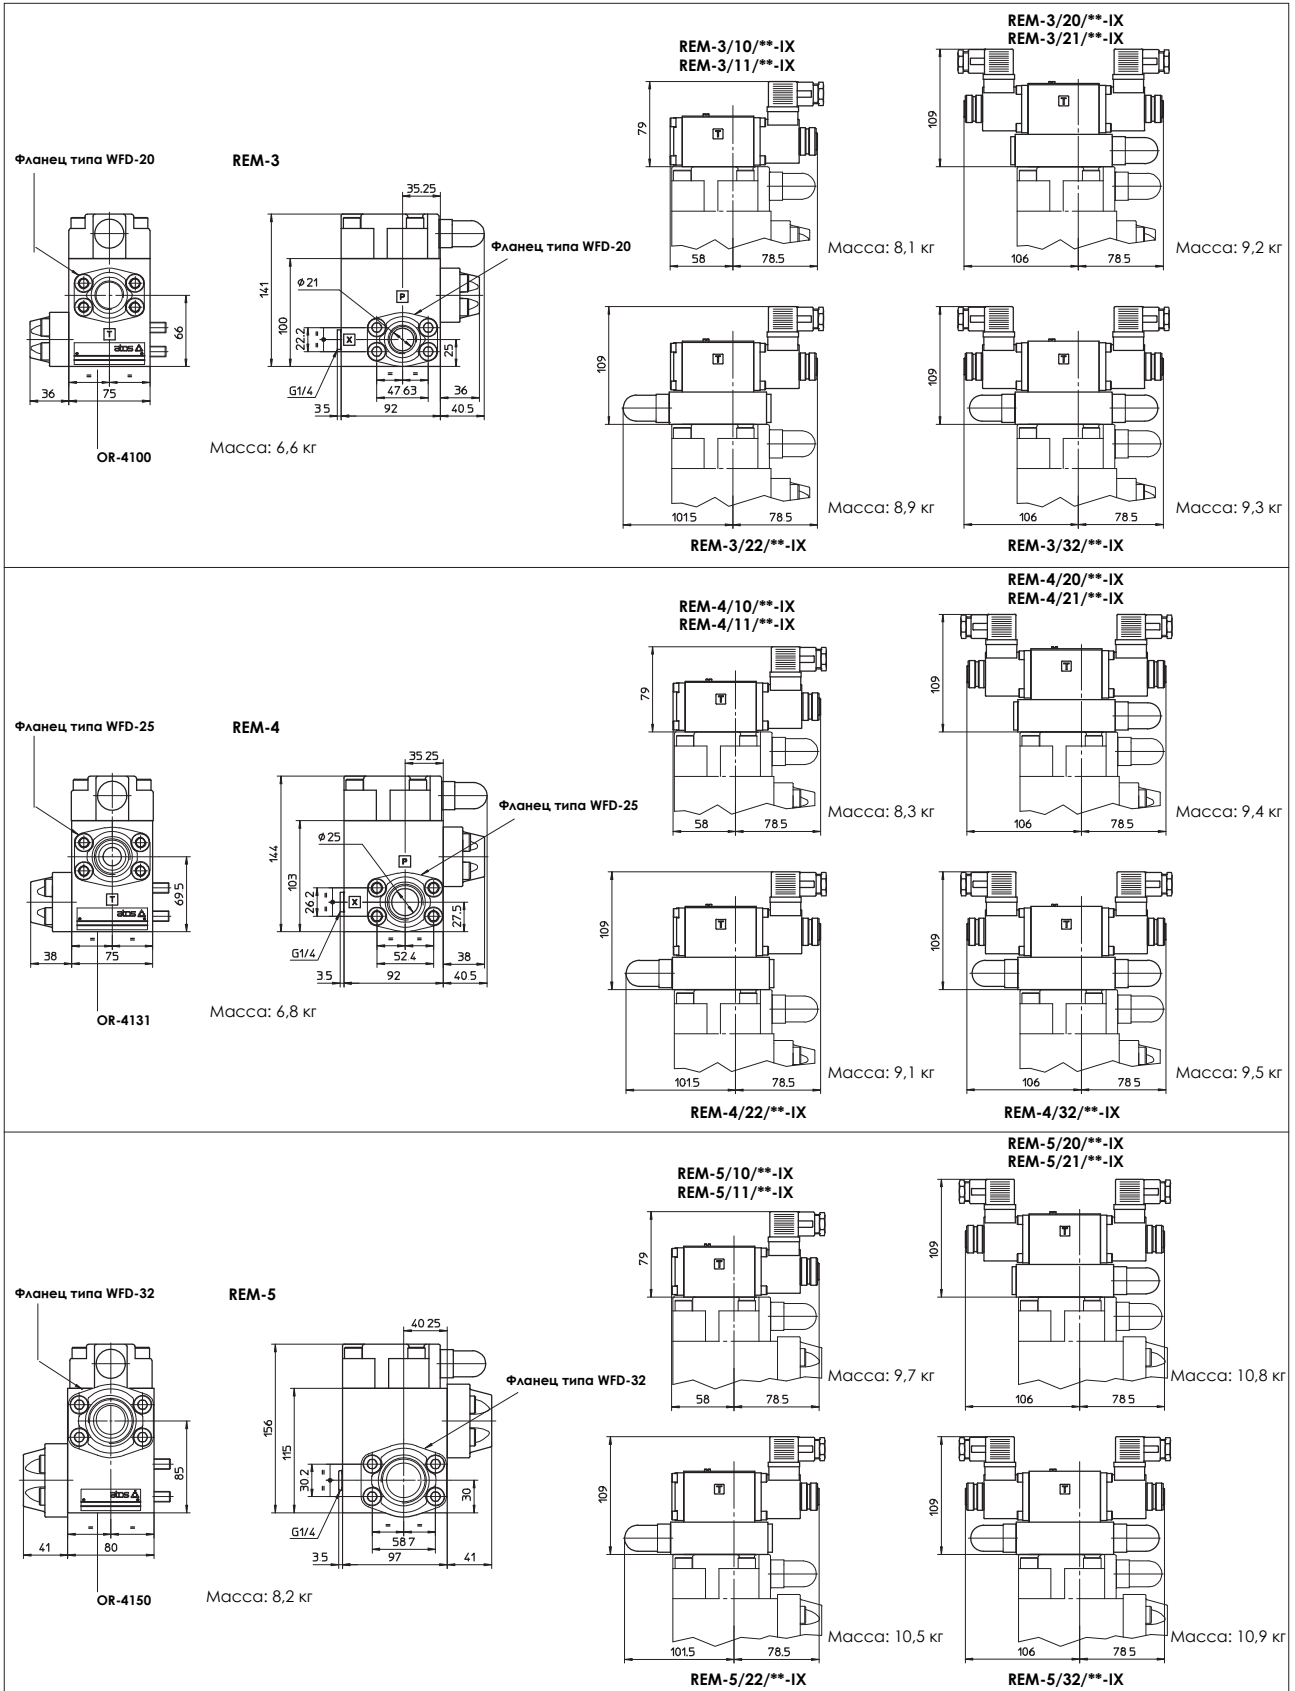 REM-3/10/**-IX
REM-3/11/**-IX
REM-3/20/**-IX
REM-3/21/**-IX
Фланец типа WFD-20
REM-3
35.25
Фланец типа WFD-20
ø 21
P
141
100
22.2
X
25
G1/4
47 63
36
3 5
92
40 5
T
atos
66
36
75
OR-4100
Масса: 6,6 кг
79
T
58
78.5
Масса: 8,1 кг
109
T
106
78 5
Масса: 9,2 кг
109
T
101 5
78 5
Масса: 8,9 кг
REM-3/22/**-IX
109
T
106
78.5
Масса: 9,3 кг
REM-3/32/**-IX
REM-4/10/**-IX
REM-4/11/**-IX
REM-4/20/**-IX
REM-4/21/**-IX
Фланец типа WFD-25
REM-4
35 25
Фланец типа WFD-25
ø 25
P
144
103
26.2
X
27.5
G1/4
52 4
38
3 5
92
40 5
T
atos
69 5
38
75
OR-4131
Масса: 6,8 кг
79
T
58
78 5
Масса: 8,3 кг
109
T
106
78 5
Масса: 9,4 кг
109
T
101 5
78.5
Масса: 9,1 кг
REM-4/22/**-IX
109
T
106
78 5
Масса: 9,5 кг
REM-4/32/**-IX
REM-5/10/**-IX
REM-5/11/**-IX
REM-5/20/**-IX
REM-5/21/**-IX
Фланец типа WFD-32
REM-5
40 25
Фланец типа WFD-32
156
115
30.2
30
G1/4
58 7
3 5
97
41
atos
85
41
80
OR-4150
Масса: 8,2 кг
79
T
58
78 5
Масса: 9,7 кг
109
T
106
78 5
Масса: 10,8 кг
109
T
101.5
78.5
Масса: 10,5 кг
REM-5/22/**-IX
109
T
106
78 5
Масса: 10,9 кг
REM-5/32/**-IX